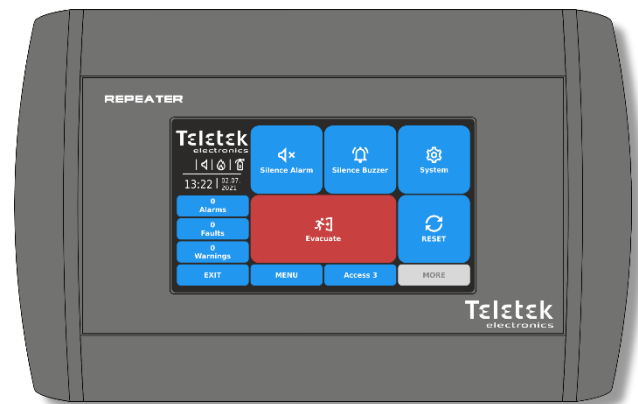 REPEATER
Teletek
electronics
13:22 | 02.07. 2021
Silence Alarm
Silence Buzzer
System
0
Alarms
0
Faults
0
Warnings
Evacuate
RESET
EXIT
MENU
Access 3
MORE
Teletek
electronics